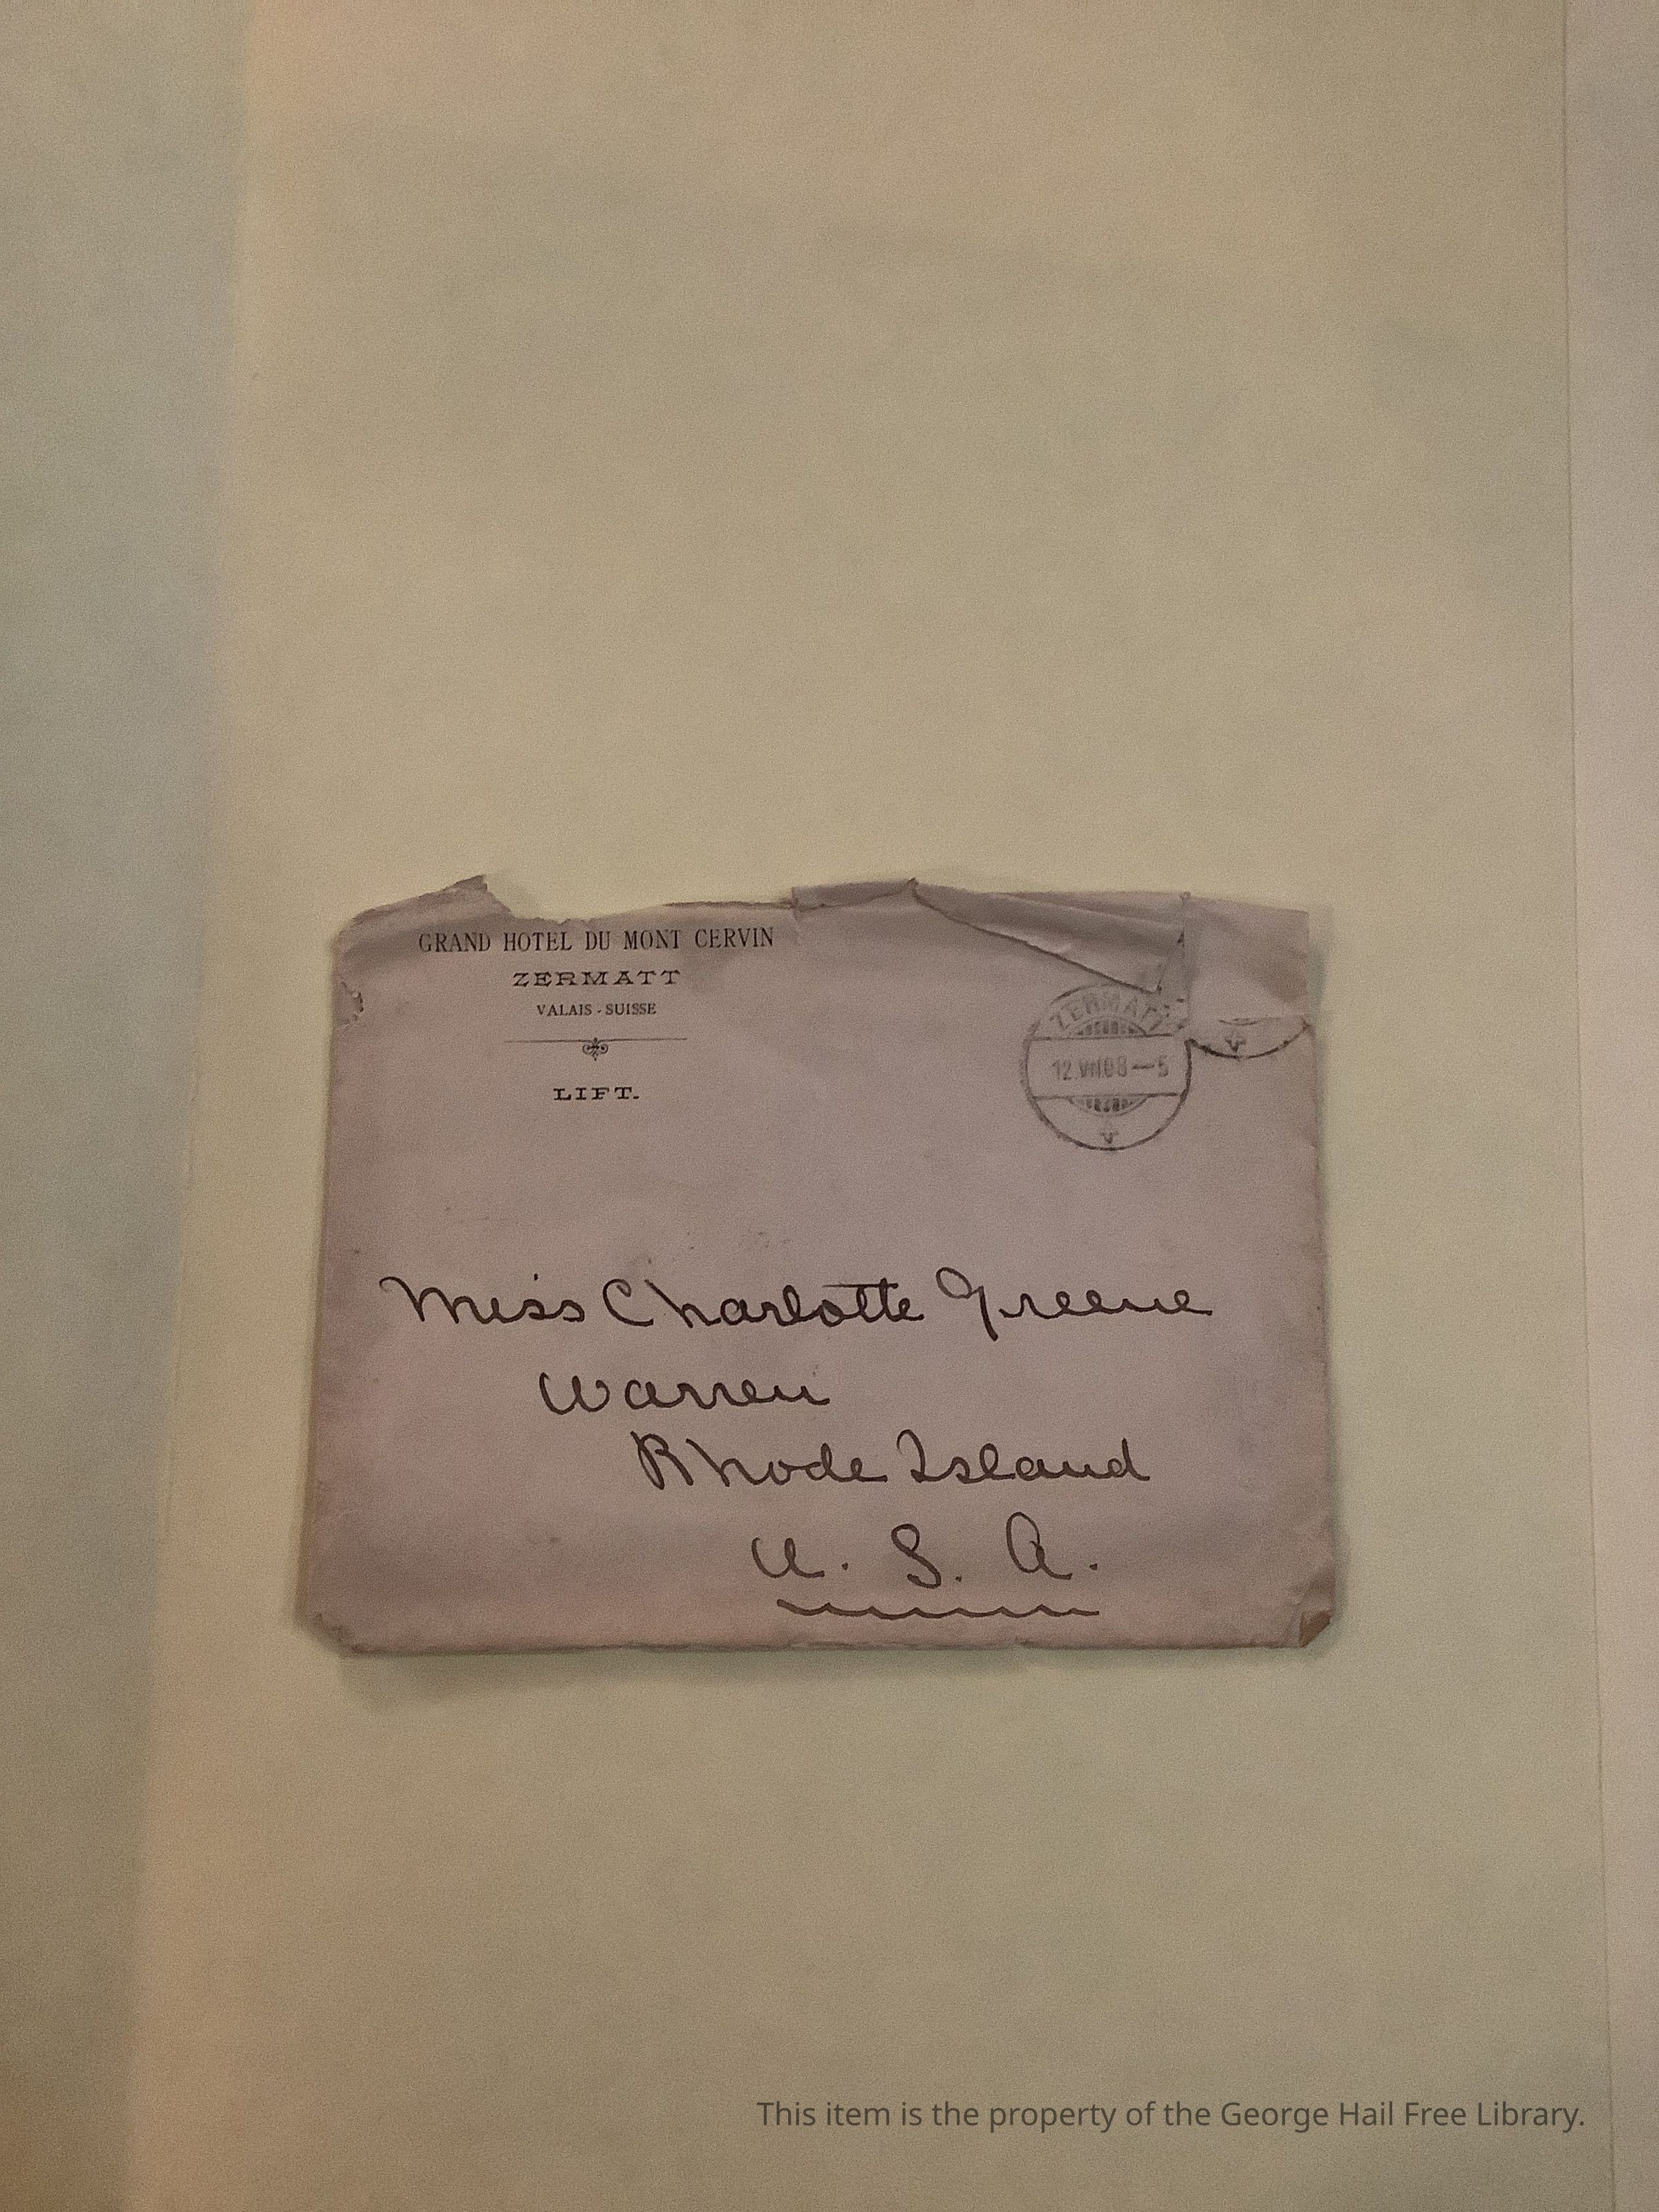 GRAND HOTEL DU MONT CERVIN
ZERMATT
VALAIS - SUISSE
LIFT.
ZERMATT
12.VIII.08—5
Miss Charlotte Greene
Warren
Rhode Island
U. S. A.
This item is the property of the George Hail Free Library.